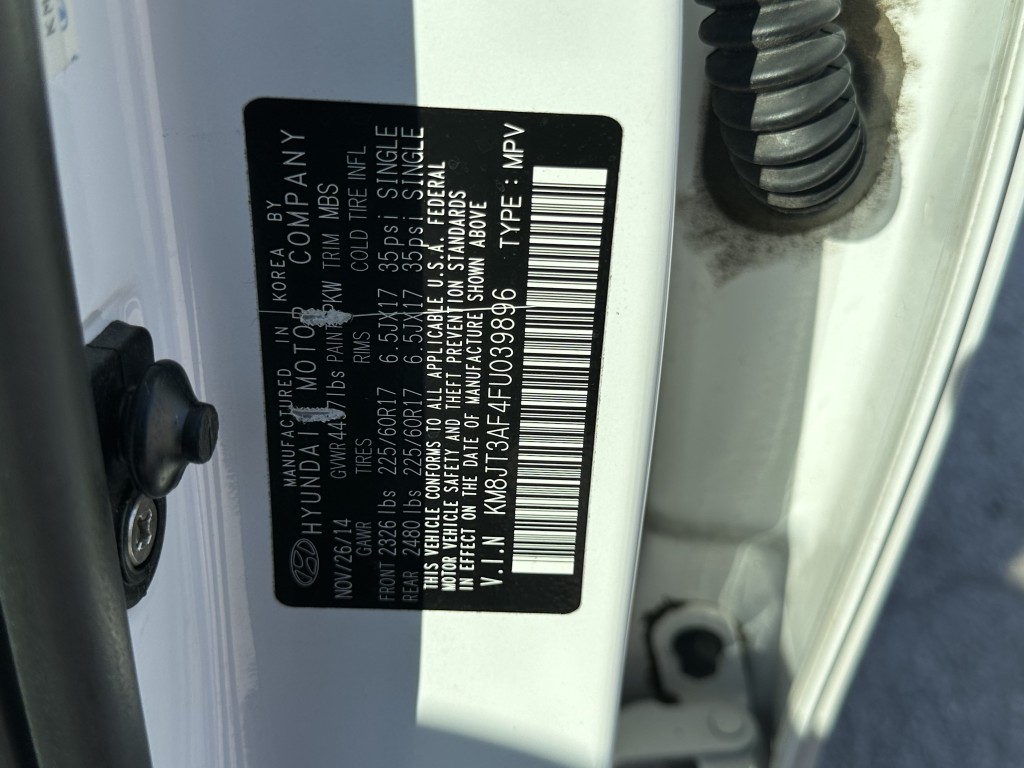 MANUFACTURED IN KOREA BY
HYUNDAI MOTOR COMPANY
NOV/26/14 GVWR 4447lbs PAINT PKW TRIM MBS
GAWR TIRES RIMS COLD TIRE INFL
FRONT 2326 lbs 225/60R17 6.5JX17 35psi SINGLE
REAR 2480 lbs 225/60R17 6.5JX17 35psi SINGLE
THIS VEHICLE CONFORMS TO ALL APPLICABLE U.S.A. FEDERAL
MOTOR VEHICLE SAFETY AND THEFT PREVENTION STANDARDS
IN EFFECT ON THE DATE OF MANUFACTURE SHOWN ABOVE
V.I.N KM8JT3AF4FU039896 TYPE : MPV